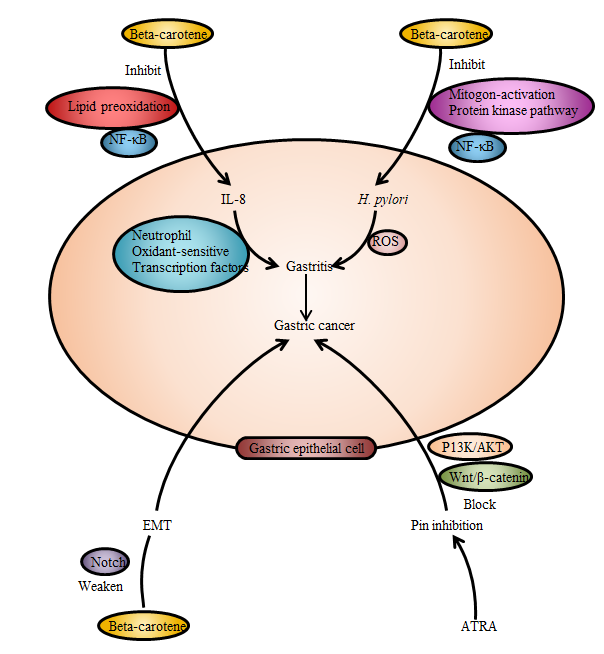 Beta-carotene
Beta-carotene
Inhibit
Inhibit
Lipid preoxidation
Mitogon-activation
Protein kinase pathway
NF-κB
NF-κB
IL-8
H. pylori
Neutrophil
Oxidant-sensitive
Transcription factors
ROS
Gastritis
Gastric cancer
Gastric epithelial cell
P13K/AKT
Wnt/β-catenin
Block
EMT
Pin inhibition
Notch
Weaken
Beta-carotene
ATRA